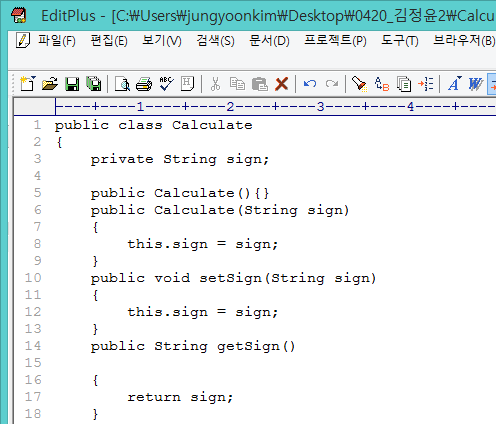 EditPlus - [C:₩Users₩jungyoonkim₩Desktop₩0420_김정윤2₩Calcu
파일(F) 편집(E) 보기(V) 검색(S) 문서(D) 프로젝트(P) 도구(T) 브라우저(B)
----+----1----+----2----+----3----+----4----+--
1 public class Calculate
2 {
3     private String sign;
4
5     public Calculate(){}
6     public Calculate(String sign)
7     {
8         this.sign = sign;
9     }
10     public void setSign(String sign)
11     {
12         this.sign = sign;
13     }
14     public String getSign()
15
16     {
17         return sign;
18     }